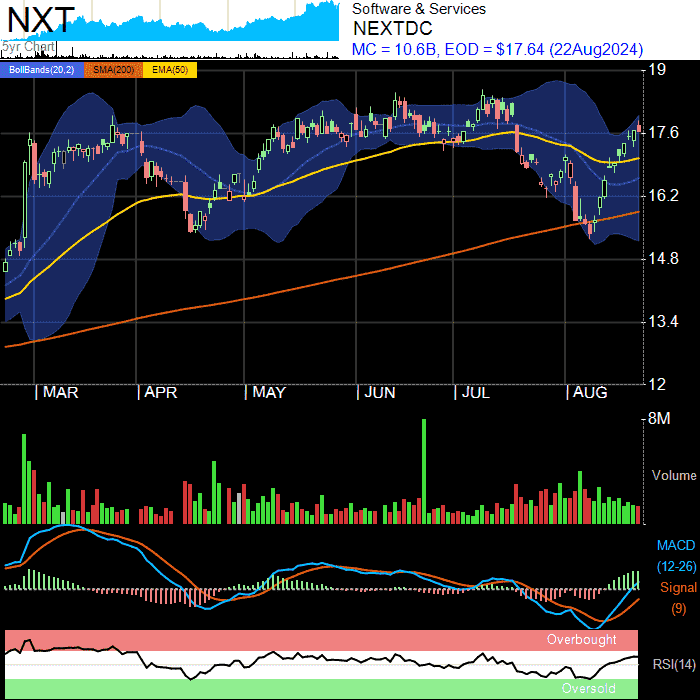 NXT
Software & Services
NEXTDC
5yr Chart
MC = 10.6B, EOD = $17.64 (22Aug2024)
BollBands(20,2) SMA(200) EMA(50)
19
17.6
16.2
14.8
13.4
12
MAR APR MAY JUN JUL AUG
8M
Volume
MACD
(12-26)
Signal
(9)
Overbought
RSI(14)
Oversold